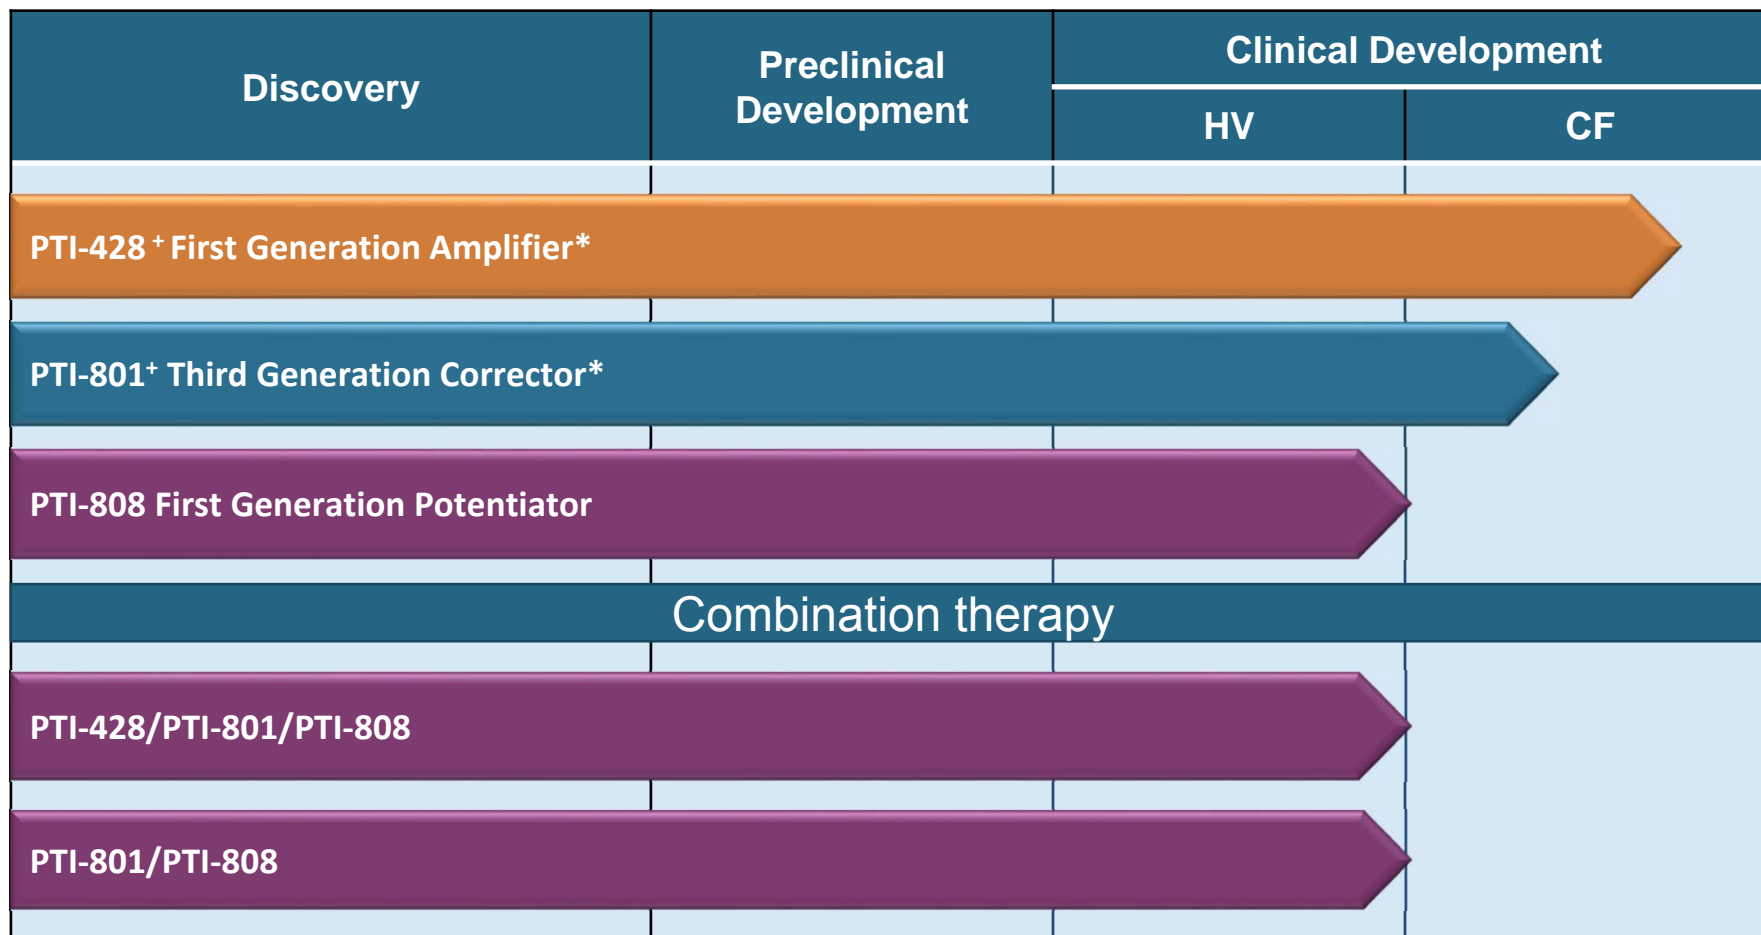 Discovery
Preclinical
Development
Clinical Development
HV
CF
PTI-428 + First Generation Amplifier*
PTI-801+ Third Generation Corrector*
PTI-808 First Generation Potentiator
Combination therapy
PTI-428/PTI-801/PTI-808
PTI-801/PTI-808